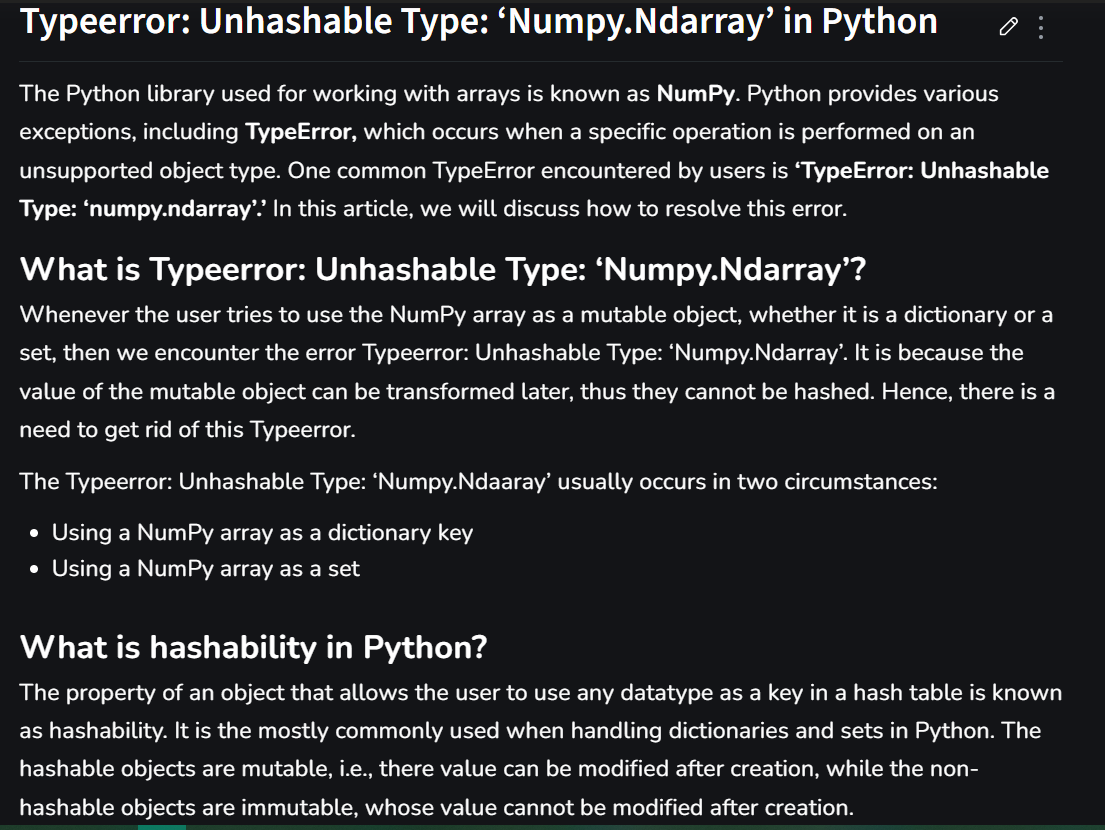 Typeerror: Unhashable Type: ‘Numpy.Ndarray’ in Python
The Python library used for working with arrays is known as NumPy. Python provides various
exceptions, including TypeError, which occurs when a specific operation is performed on an
unsupported object type. One common TypeError encountered by users is ‘TypeError: Unhashable
Type: ‘numpy.ndarray’.’ In this article, we will discuss how to resolve this error.
What is Typeerror: Unhashable Type: ‘Numpy.Ndarray’?
Whenever the user tries to use the NumPy array as a mutable object, whether it is a dictionary or a
set, then we encounter the error Typeerror: Unhashable Type: ‘Numpy.Ndarray’. It is because the
value of the mutable object can be transformed later, thus they cannot be hashed. Hence, there is a
need to get rid of this Typeerror.
The Typeerror: Unhashable Type: ‘Numpy.Ndaaray’ usually occurs in two circumstances:
• Using a NumPy array as a dictionary key
• Using a NumPy array as a set
What is hashability in Python?
The property of an object that allows the user to use any datatype as a key in a hash table is known
as hashability. It is the mostly commonly used when handling dictionaries and sets in Python. The
hashable objects are mutable, i.e., there value can be modified after creation, while the non-
hashable objects are immutable, whose value cannot be modified after creation.